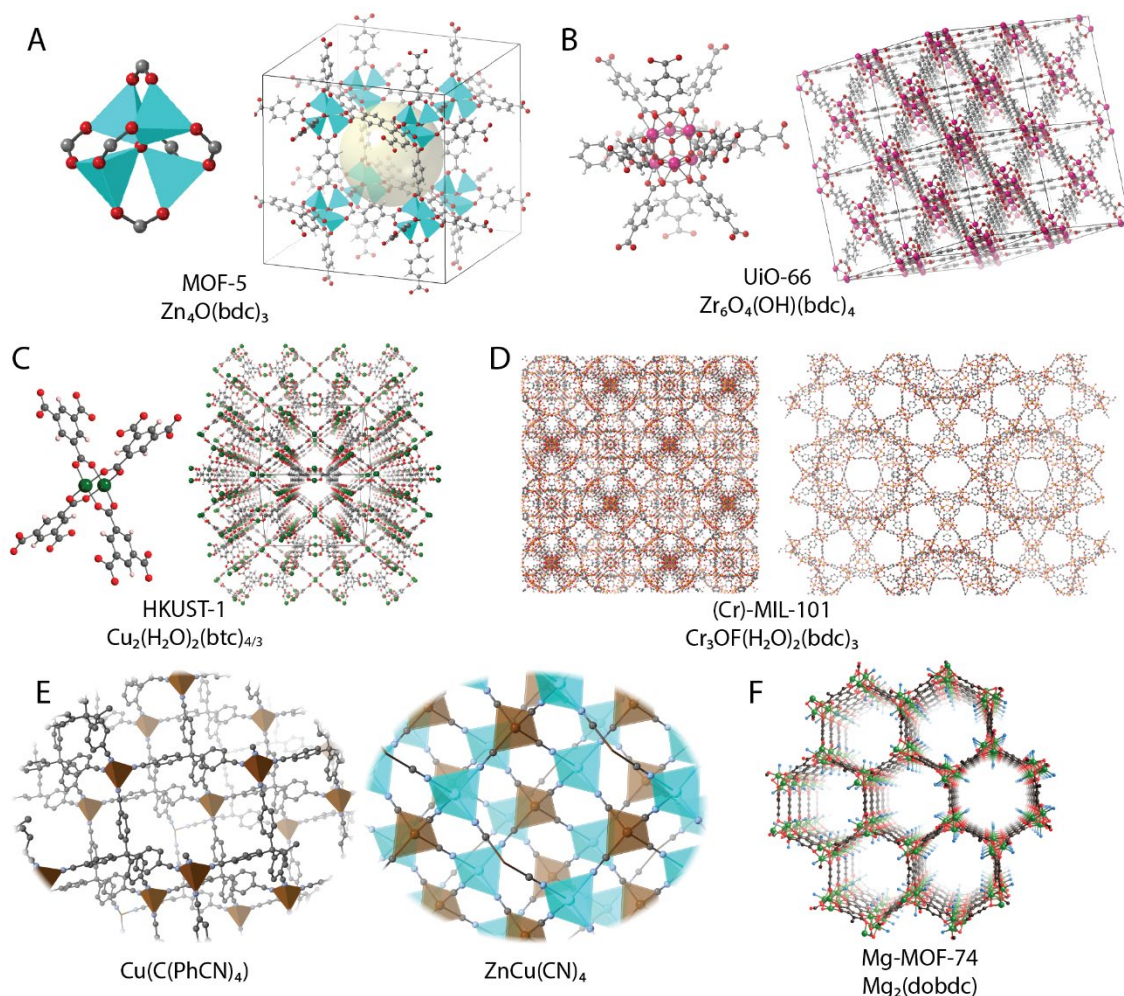 A
MOF-5
Zn₄O(bdc)₃
B
UiO-66
Zr₆O₄(OH)(bdc)₄
C
HKUST-1
Cu₂(H₂O)₂(btc)₄/₃
D
(Cr)-MIL-101
Cr₃OF(H₂O)₂(bdc)₃
E
Cu(C(PhCN)₄)
ZnCu(CN)₄
F
Mg-MOF-74
Mg₂(dobdc)